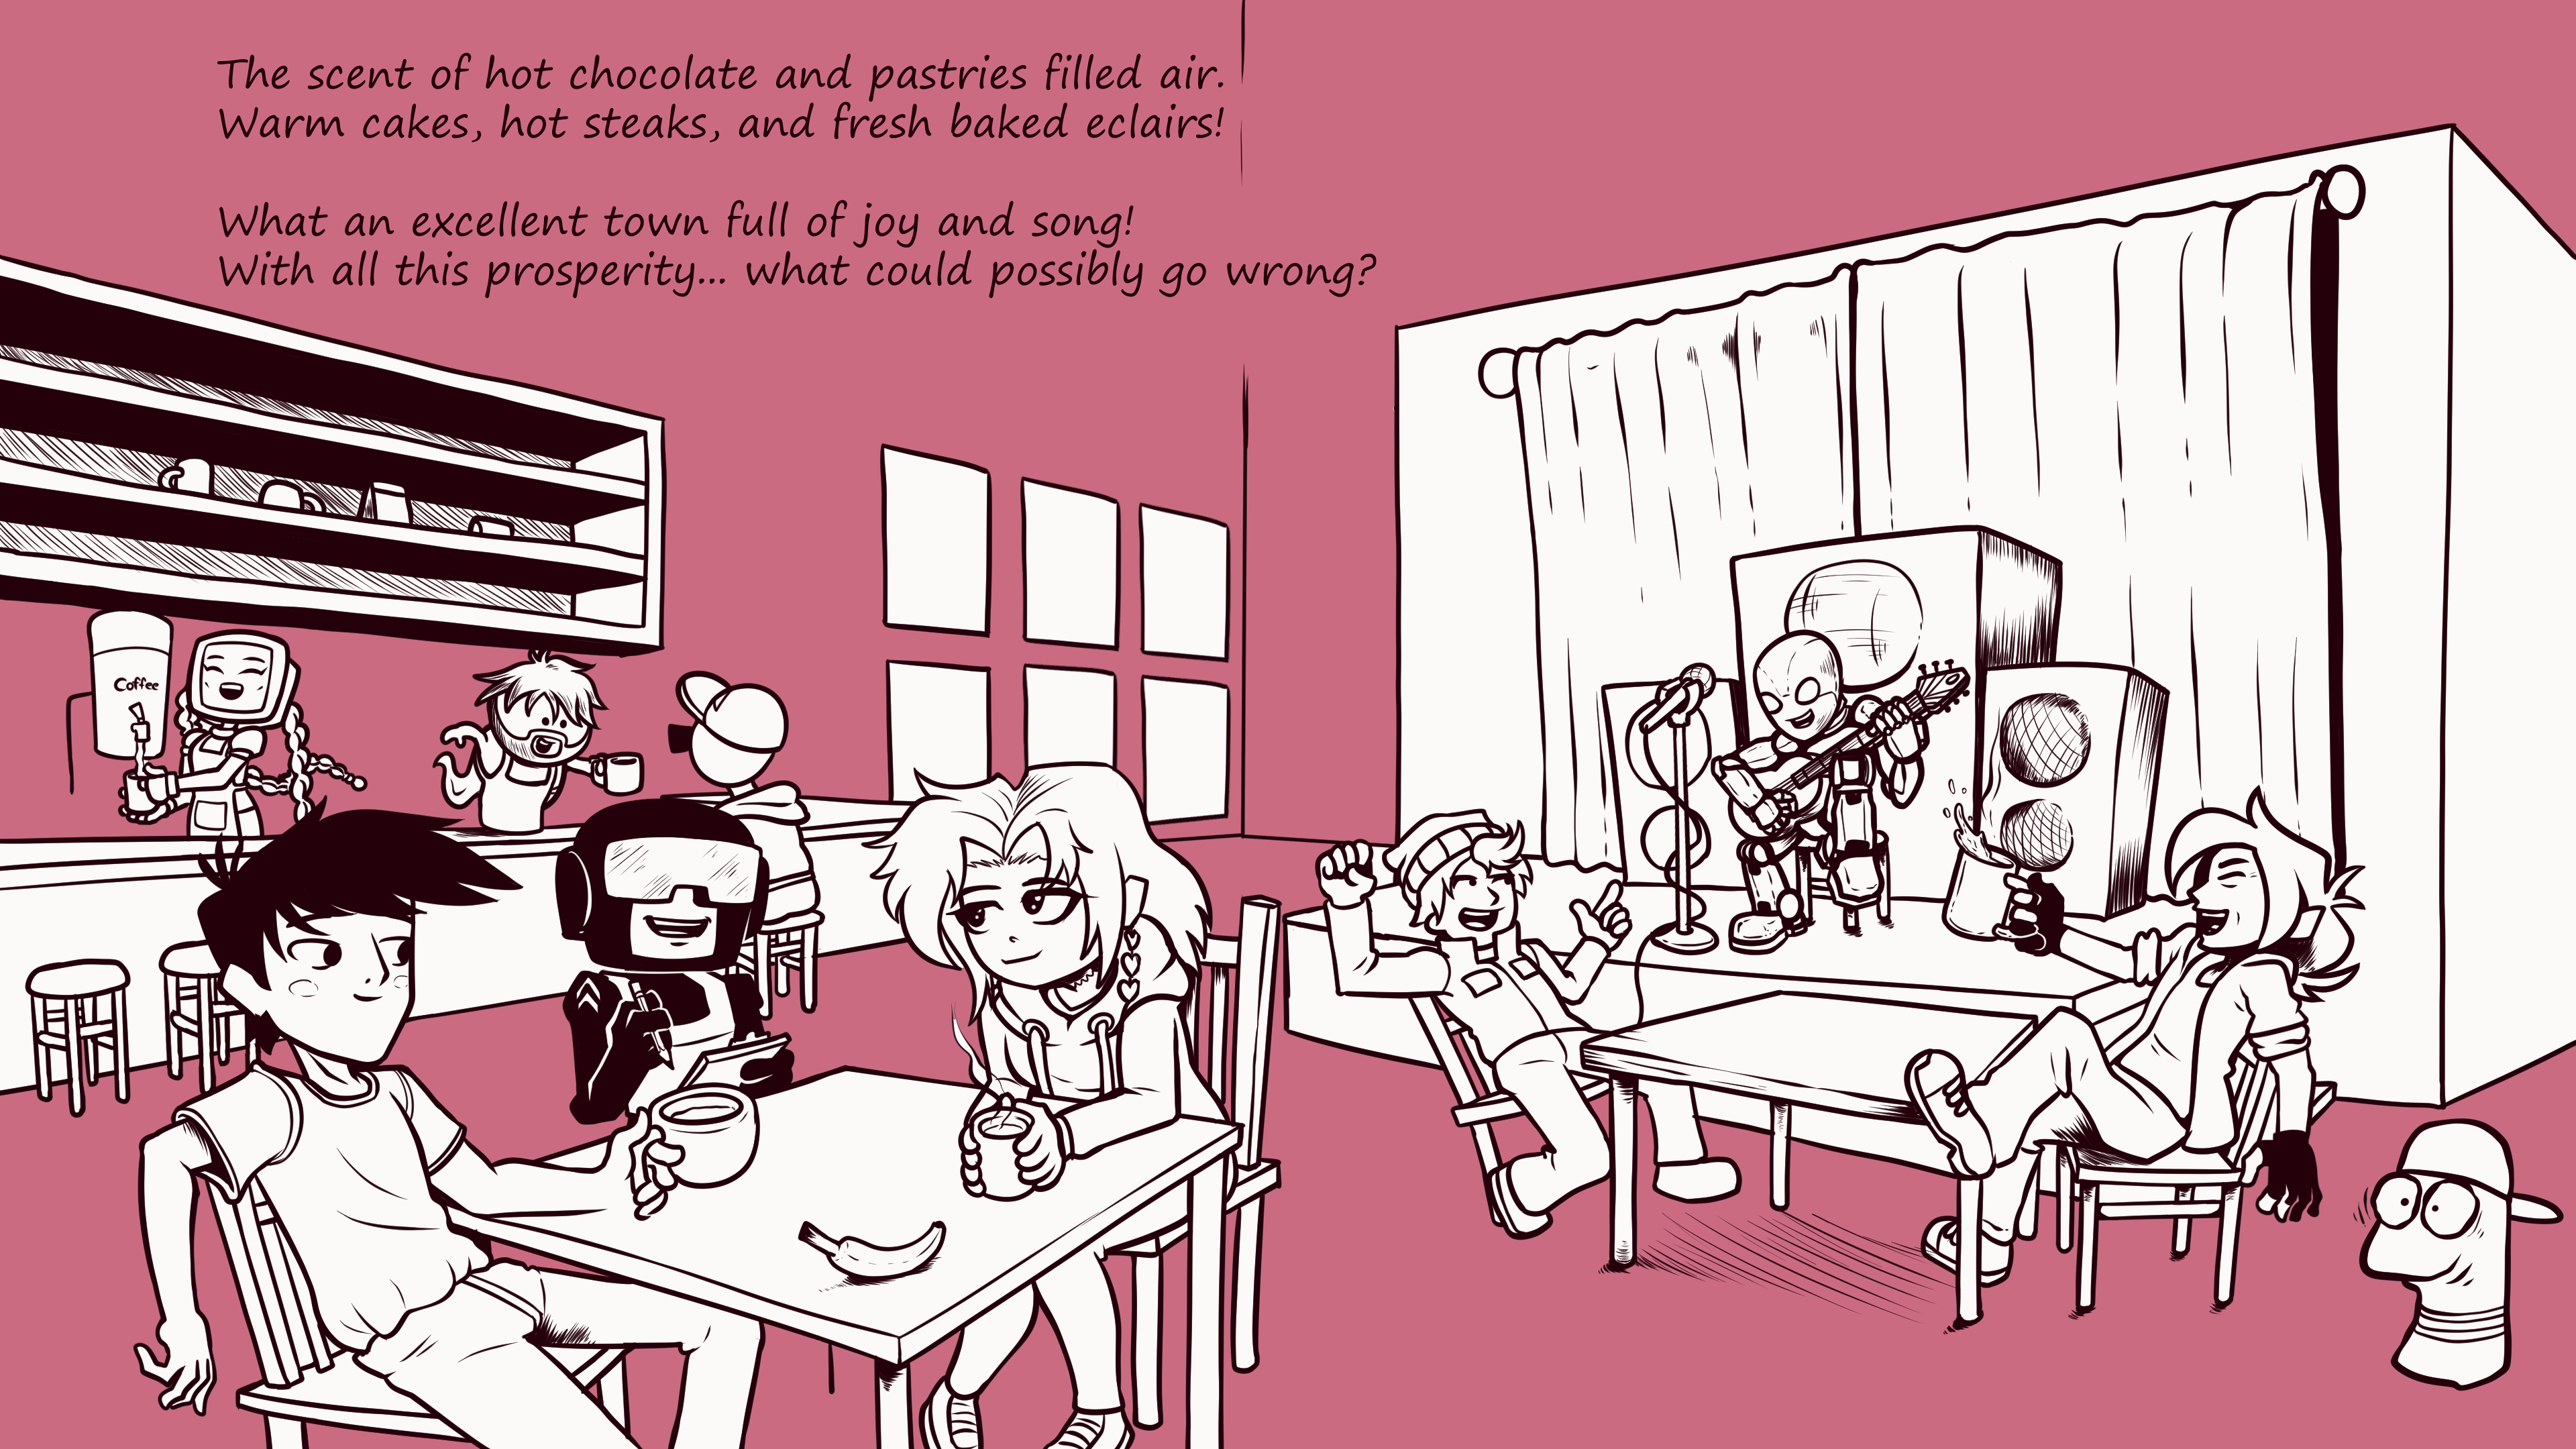 The scent of hot chocolate and pastries filled air.
Warm cakes, hot steaks, and fresh baked eclairs!
What an excellent town full of joy and song!
With all this prosperity... what could possibly go wrong?
Coffee